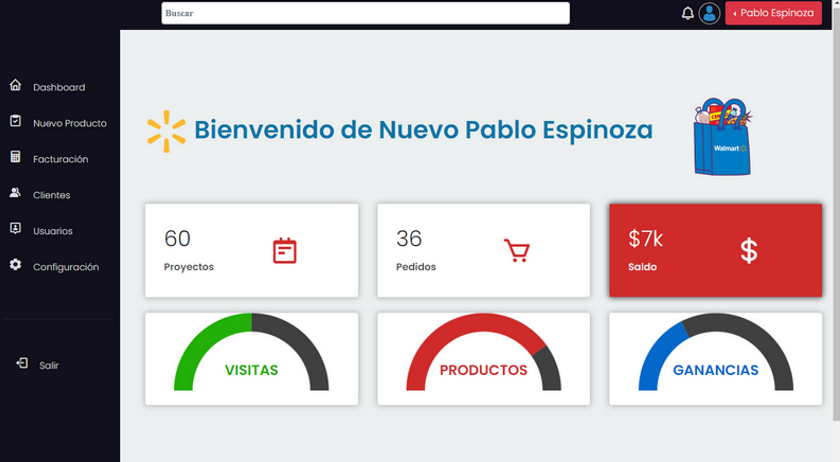 Buscar
Pablo Espinoza
Dashboard
Nuevo Producto
Facturación
Clientes
Usuarios
Configuración
Salir
Bienvenido de Nuevo Pablo Espinoza
Walmart
60
Proyectos
36
Pedidos
$7k
Saldo
$
VISITAS
PRODUCTOS
GANANCIAS